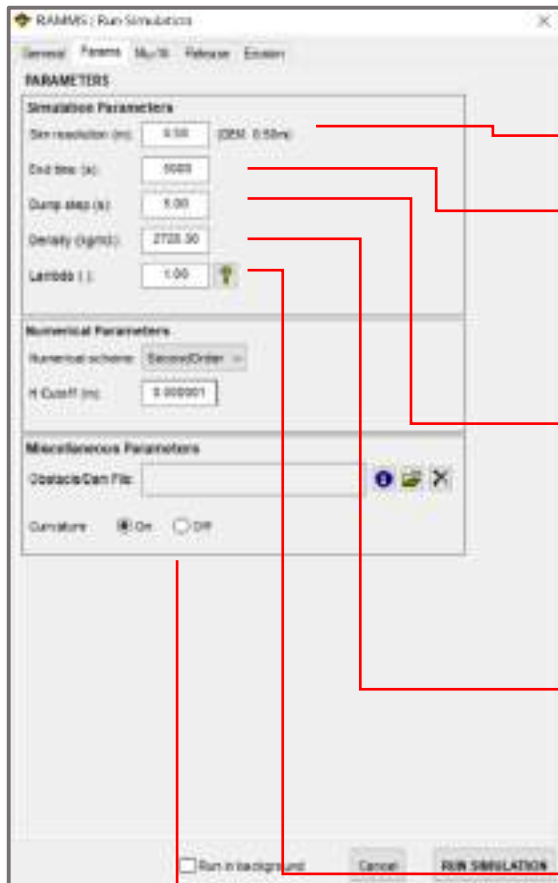 RAMMS | Run Simulation
General Params Mu/Xi Release Erosion
PARAMETERS
Simulation Parameters
Sim resolution (m): 0.50 (DEM: 0.50m)
End time (s): 5000
Dump step (s): 5.00
Density (kg/m3): 2720.00
Lambda (-): 1.00
Numerical Parameters
Numerical scheme: SecondOrder
H Cutoff (m): 0.000001
Miscellaneous Parameters
Obstacle/Dam File:
Curvature: On Off
Run in background Cancel RUN SIMULATION